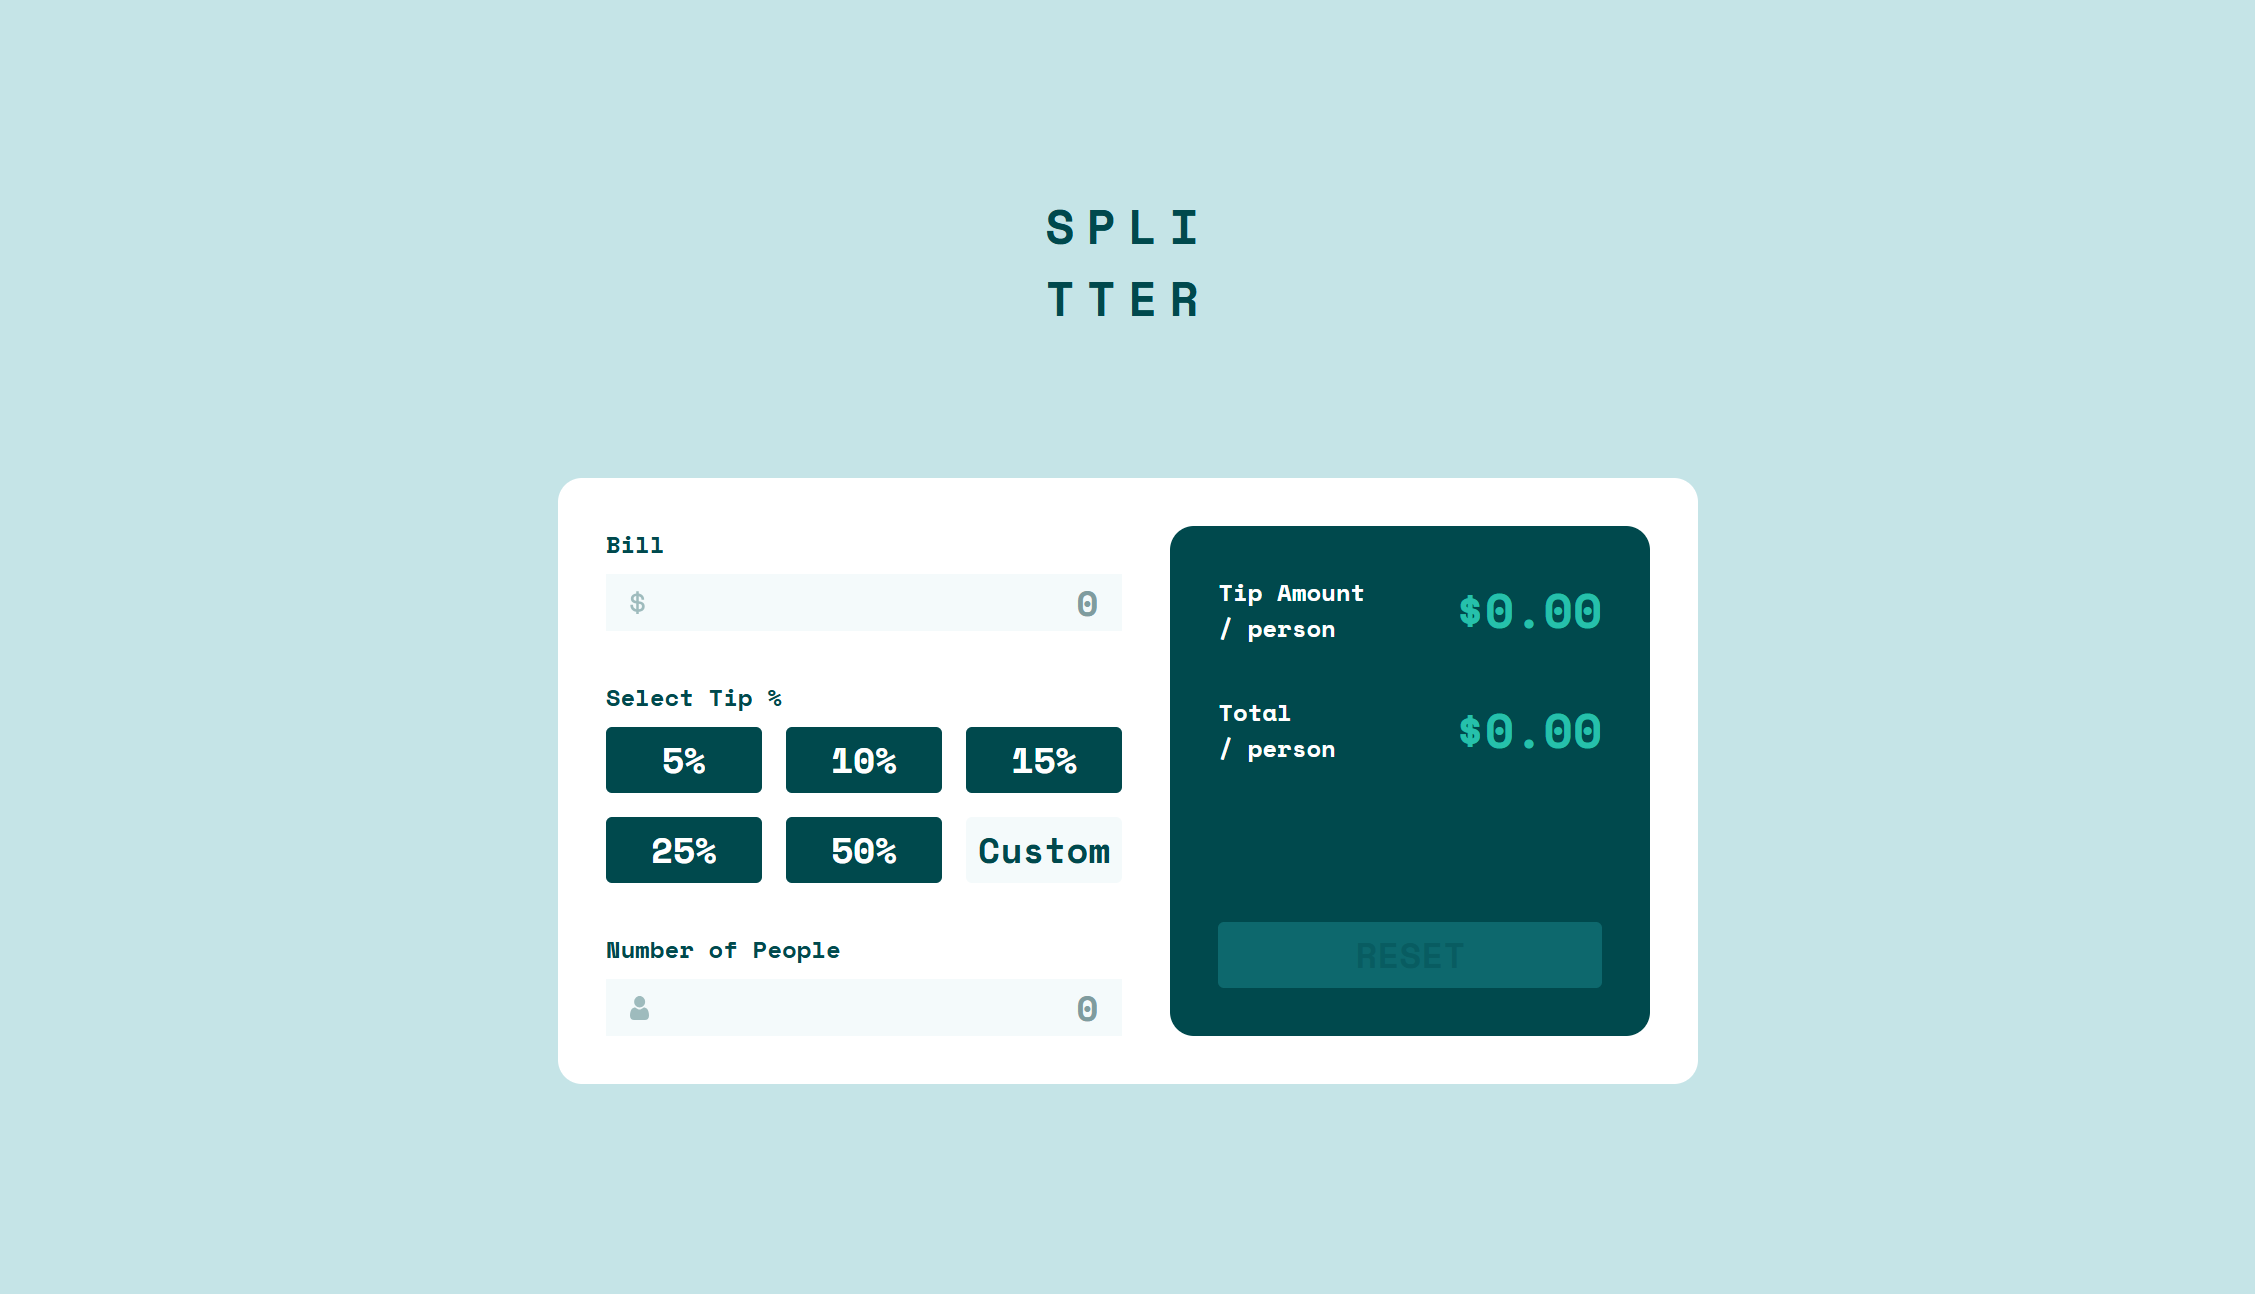 SPLI
TTER
Bill
$ 0
Select Tip %
5% 10% 15%
25% 50% Custom
Number of People
0
Tip Amount
/ person
$0.00
Total
/ person
$0.00
RESET